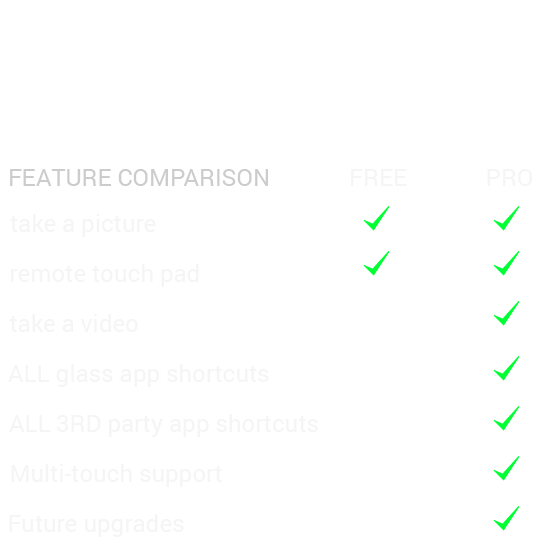 FEATURE COMPARISON FREE PRO
take a picture
remote touch pad
take a video
ALL glass app shortcuts
ALL 3RD party app shortcuts
Multi-touch support
Future upgrades